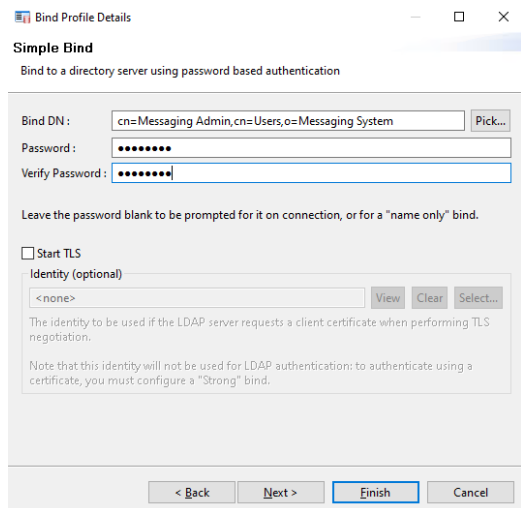 Bind Profile Details
Simple Bind
Bind to a directory server using password based authentication
Bind DN : cn=Messaging Admin,cn=Users,o=Messaging System Pick...
Password : ●●●●●●●●
Verify Password : ●●●●●●●●
Leave the password blank to be prompted for it on connection, or for a "name only" bind.
Start TLS
Identity (optional)
<none> View Clear Select...
The identity to be used if the LDAP server requests a client certificate when performing TLS
negotiation.
Note that this identity will not be used for LDAP authentication: to authenticate using a
certificate, you must configure a "Strong" bind.
< Back Next > Finish Cancel